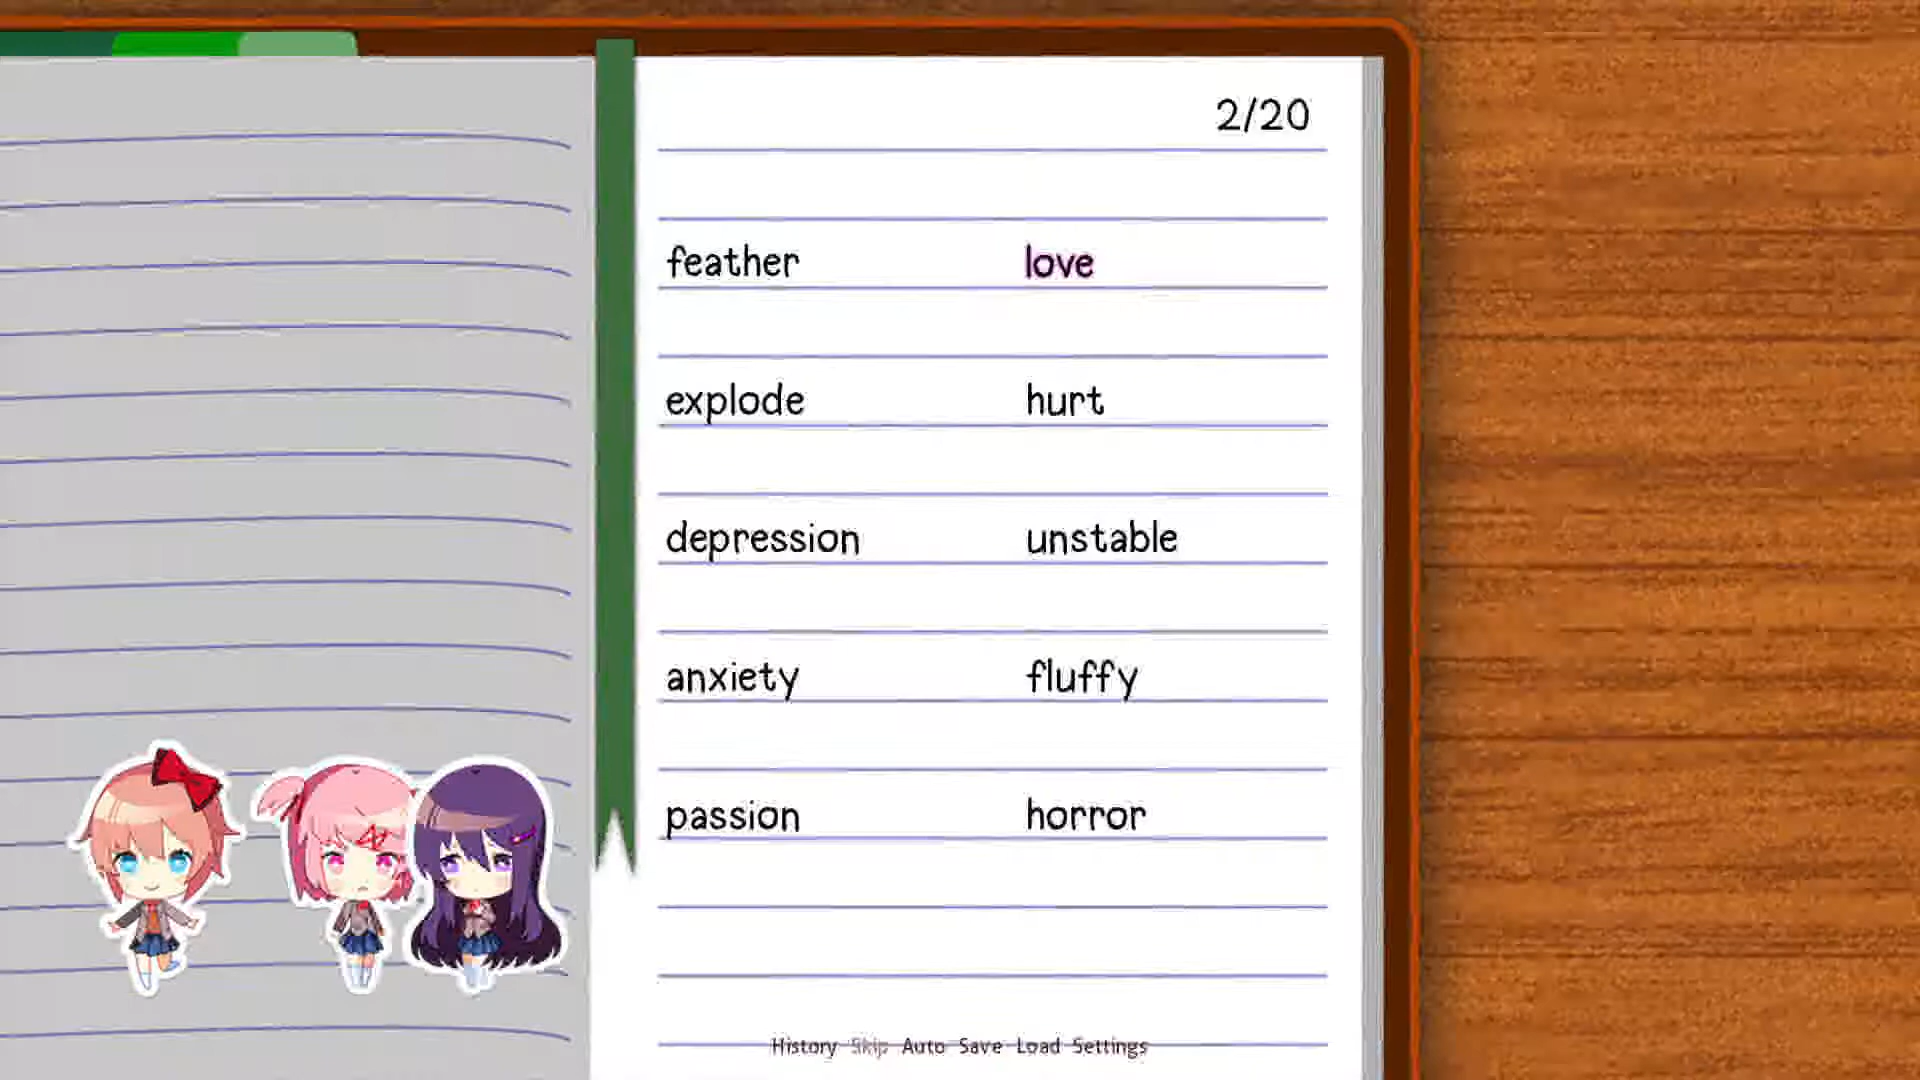 2/20
feather love
explode hurt
depression unstable
anxiety fluffy
passion horror
History Skip Auto Save Load Settings